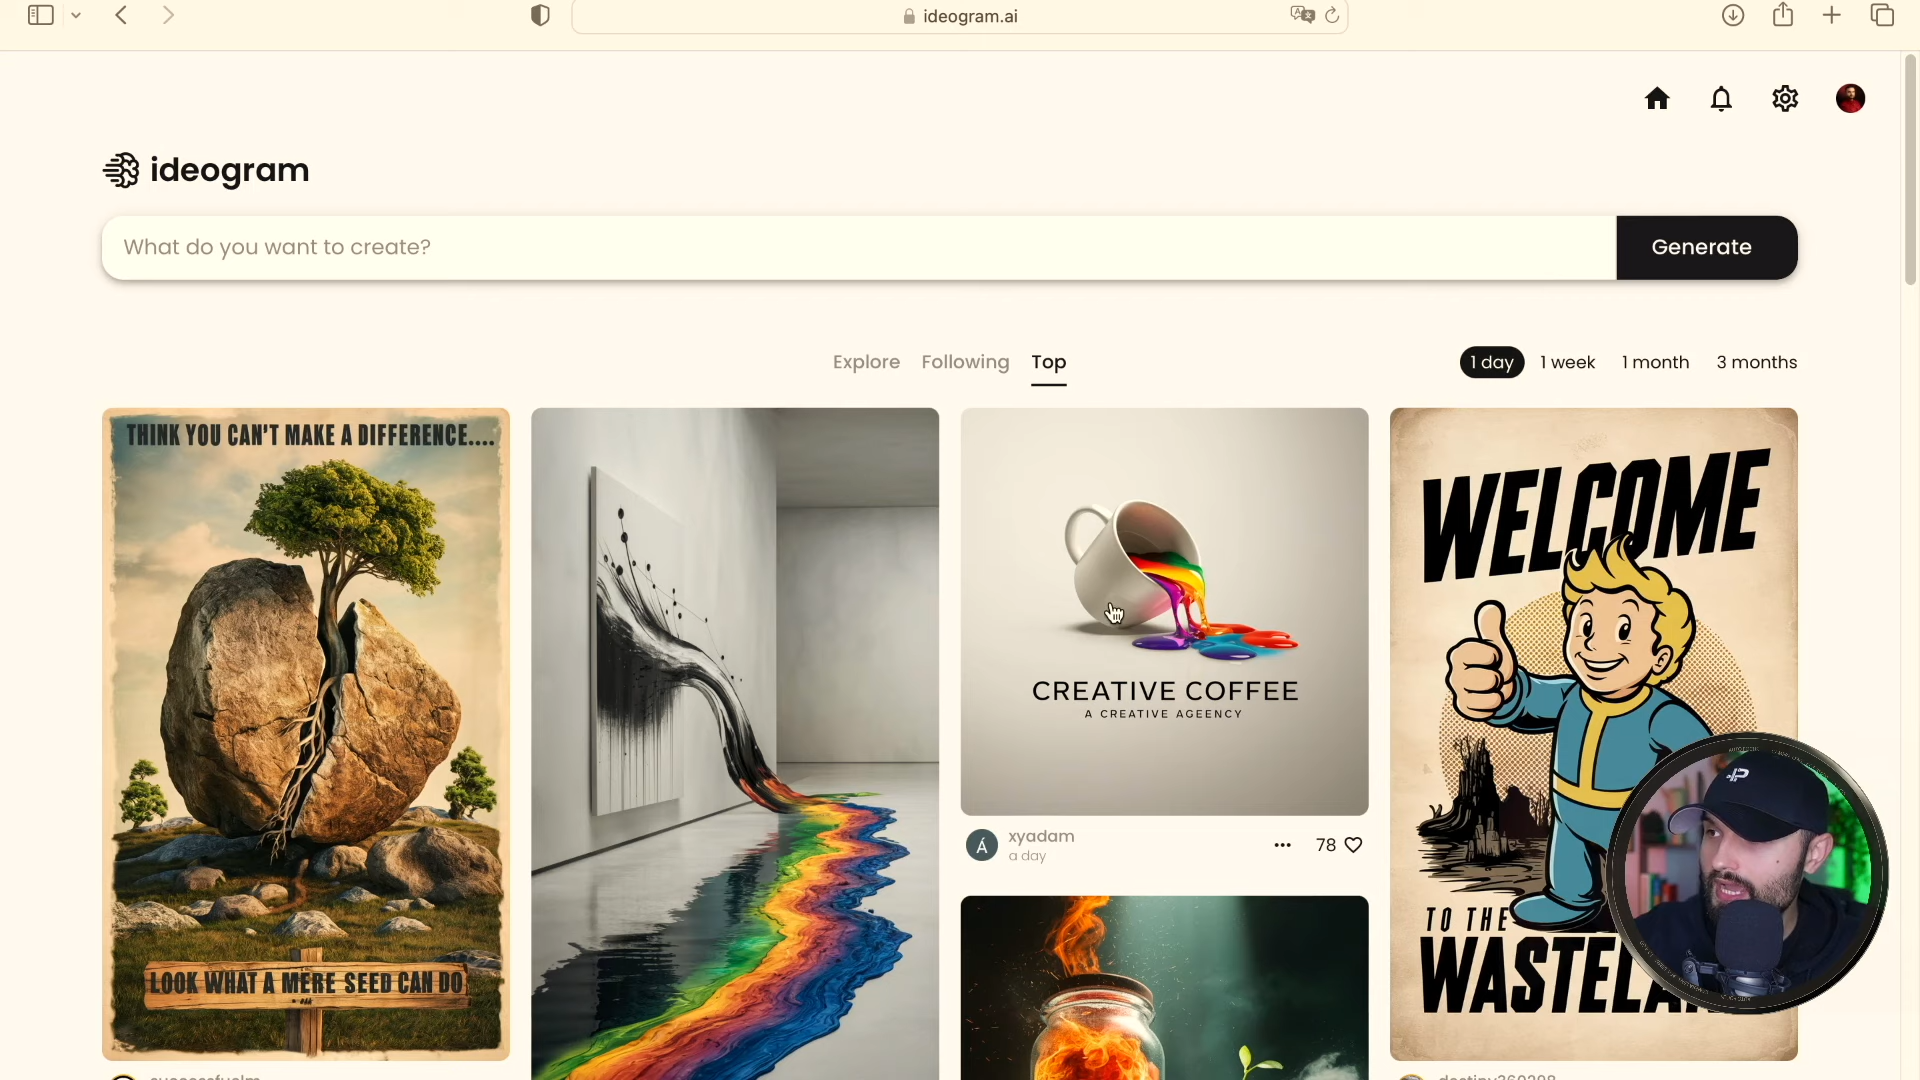 ideogram.ai
ideogram
What do you want to create?
Generate
Explore
Following
Top
1 day
1 week
1 month
3 months
THINK YOU CAN'T MAKE A DIFFERENCE....
LOOK WHAT A MERE SEED CAN DO
CREATIVE COFFEE
A CREATIVE AGEENCY
Á
xyadam
a day
78
WELCOME
TO THE